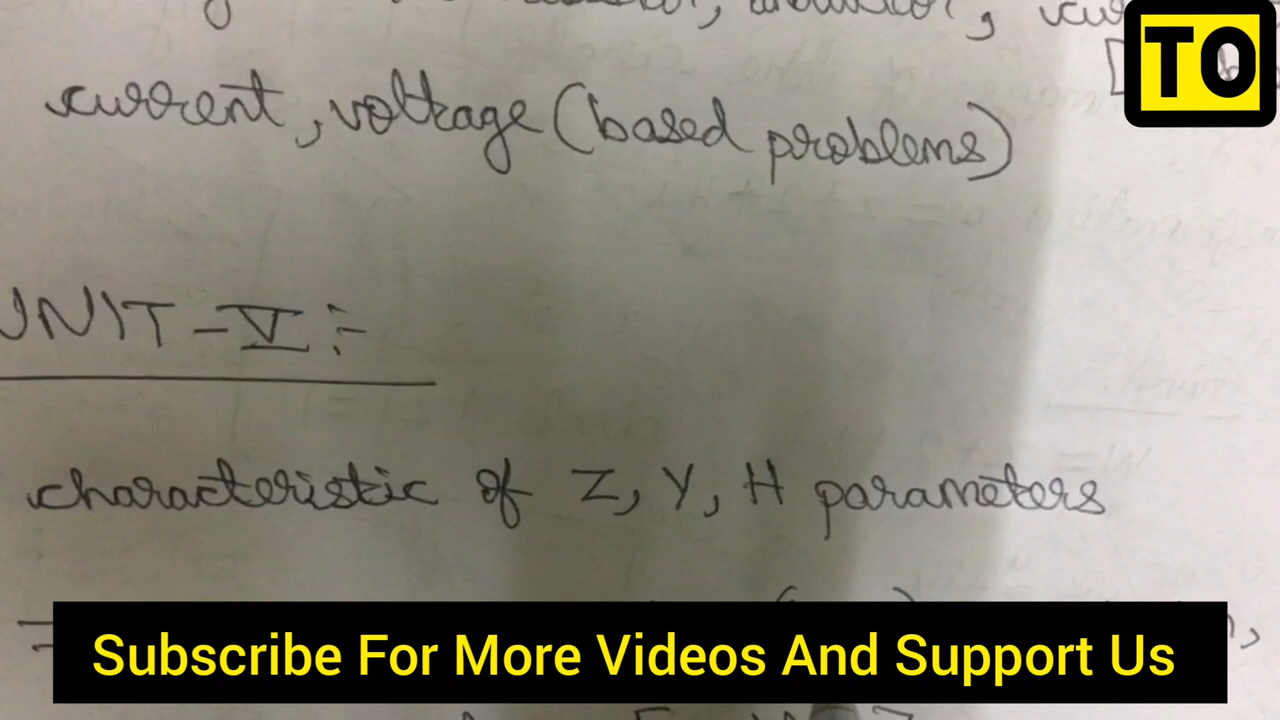 TO
current, voltage (based problems)
UNIT-V:-
characteristic of Z, Y, H parameters
Subscribe For More Videos And Support Us